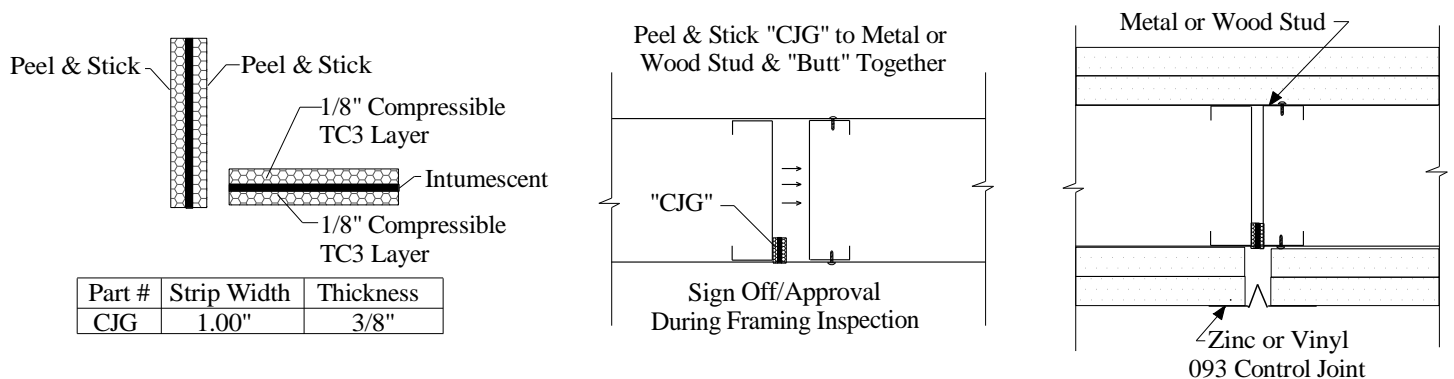 Peel & Stick
Peel & Stick
1/8" Compressible
TC3 Layer
Intumescent
1/8" Compressible
TC3 Layer
Part # Strip Width Thickness
CJG 1.00" 3/8"
Peel & Stick "CJG" to Metal or
Wood Stud & "Butt" Together
"CJG"
Sign Off/Approval
During Framing Inspection
Metal or Wood Stud
Zinc or Vinyl
093 Control Joint